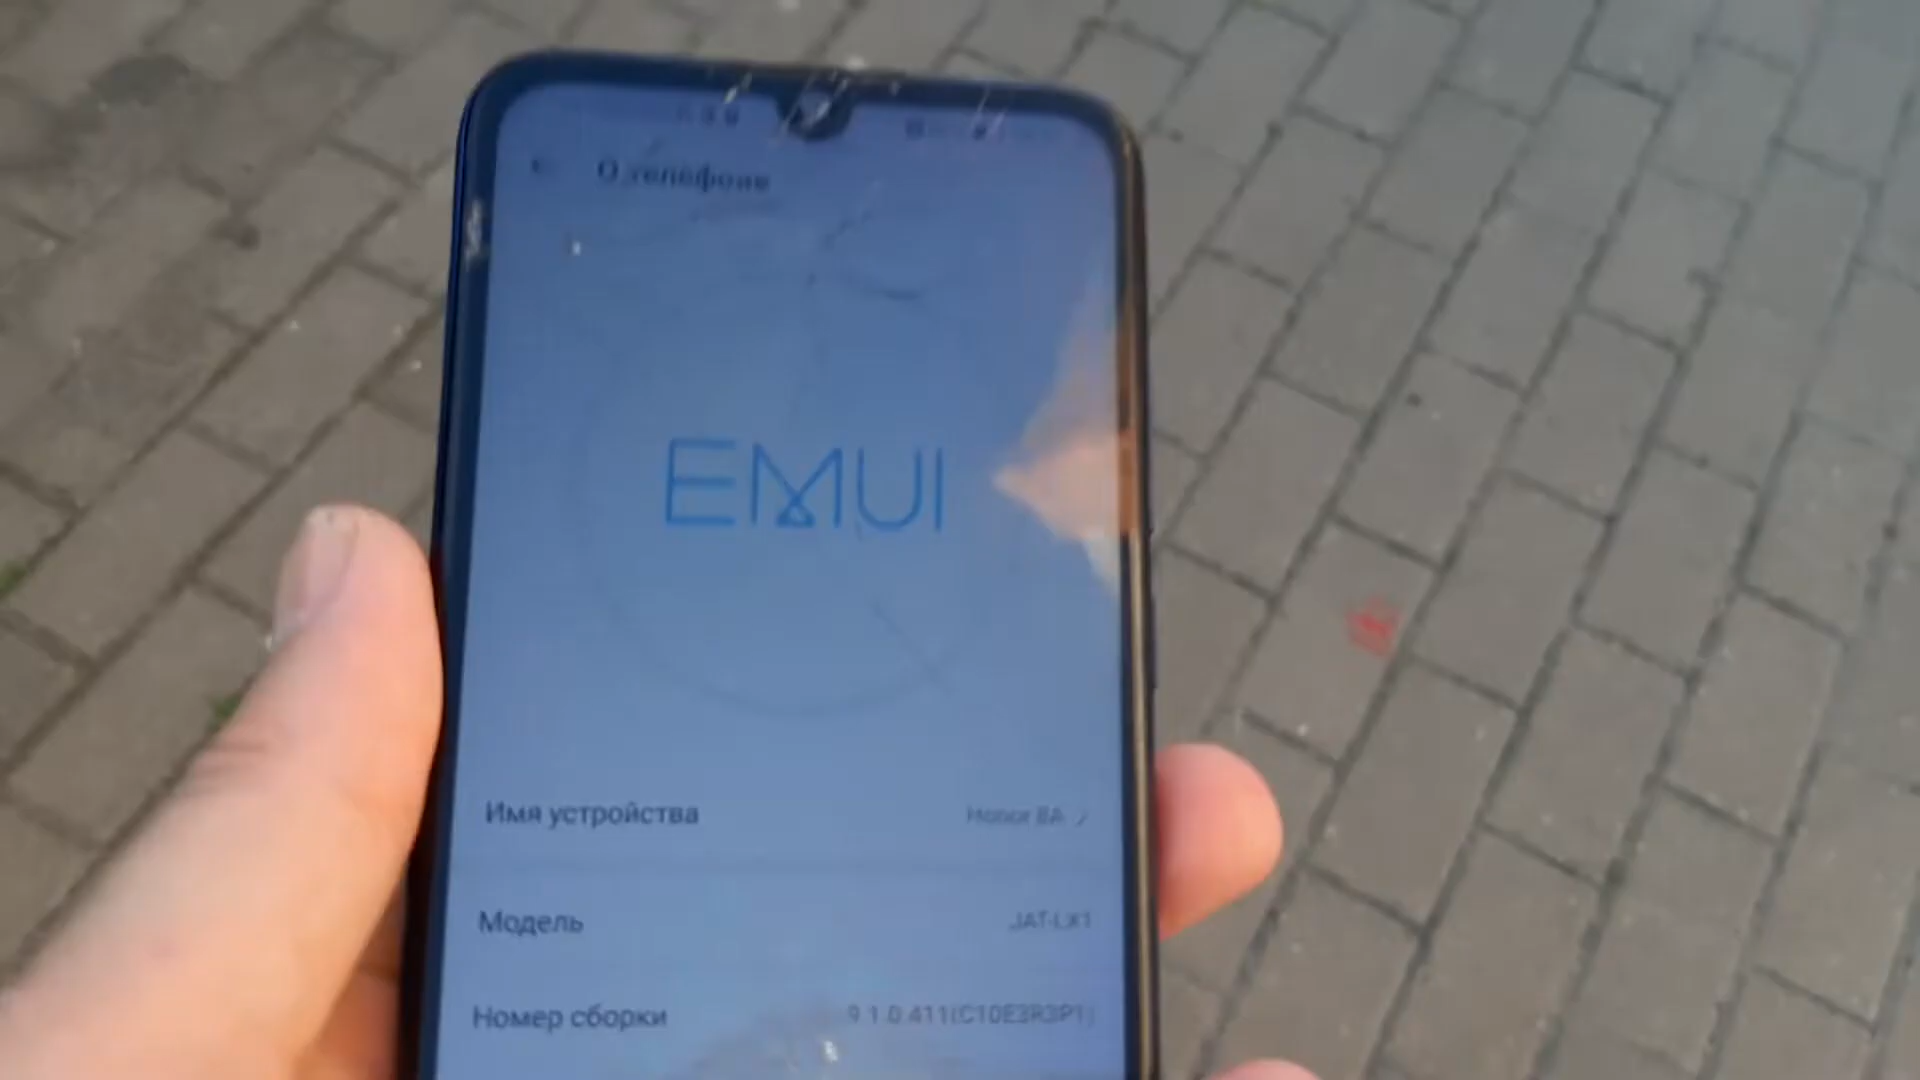 О телефоне
EMUI
Имя устройства Honor 8A
Модель JAT-LX1
Номер сборки 9.1.0.411(C10E3R3P1)